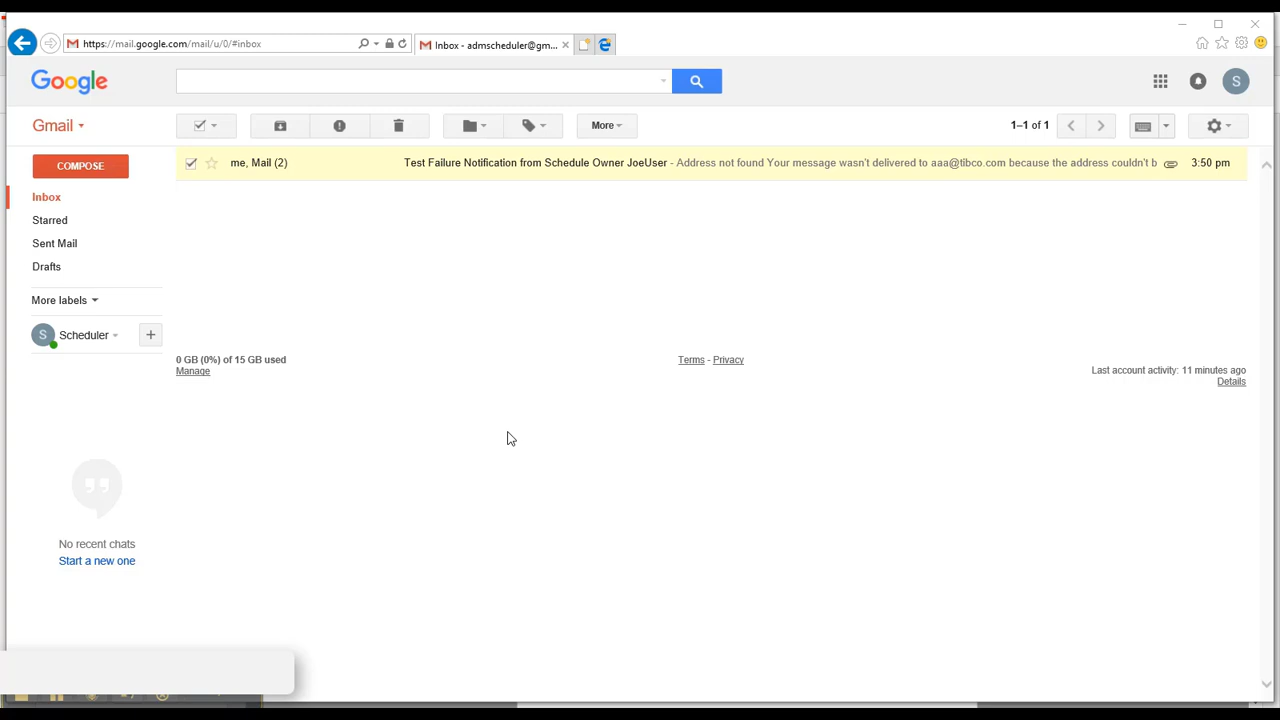 https://mail.google.com/mail/u/0/#inbox
Inbox - admscheduler@gm...
Google
S
Gmail
More
1–1 of 1
COMPOSE
me, Mail (2)
Test Failure Notification from Schedule Owner JoeUser - Address not found Your message wasn't delivered to aaa@tibco.com because the address couldn't b
3:50 pm
Inbox
Starred
Sent Mail
Drafts
More labels
S
Scheduler
0 GB (0%) of 15 GB used
Manage
Terms - Privacy
Last account activity: 11 minutes ago
Details
No recent chats
Start a new one